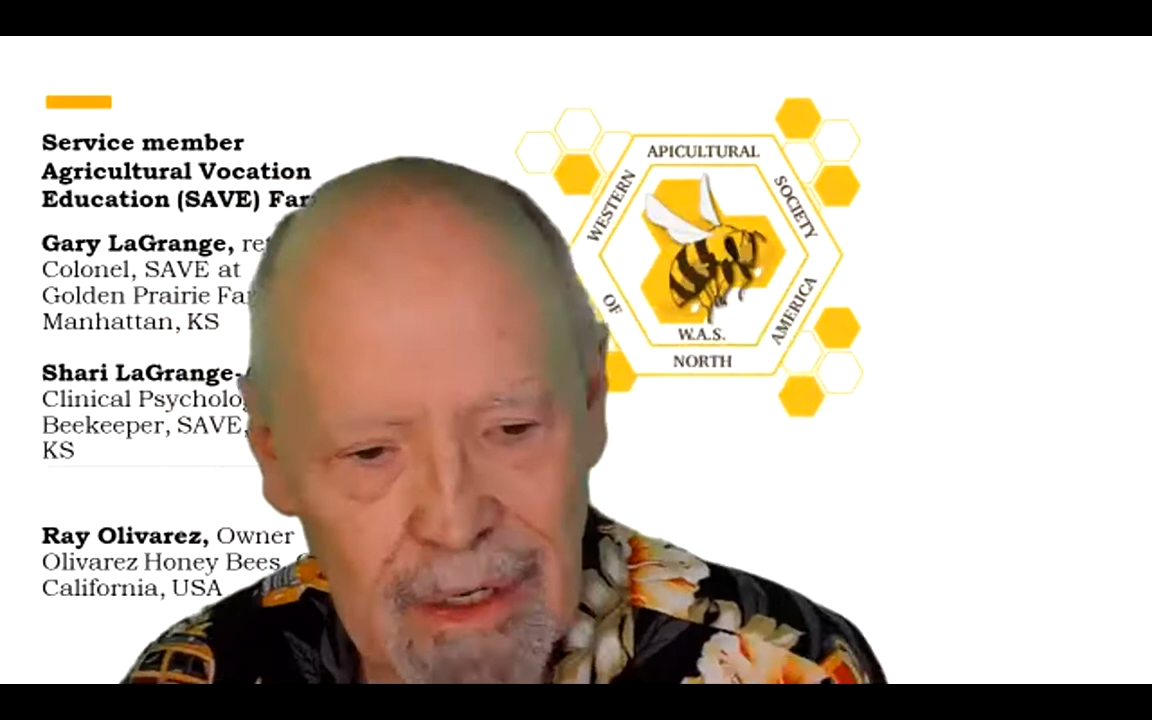 Service member
Agricultural Vocation
Education (SAVE)
Gary LaGrange,
Colonel, SAVE at
Golden Prairie
Manhattan, KS
Shari LaGrange-
Clinical
Beekeeper, SAVE,
KS
Ray Olivarez, Owner
Olivarez Honey Bees,
California, USA
WESTERN
APICULTURAL
SOCIETY
OF
NORTH
AMERICA
W.A.S.